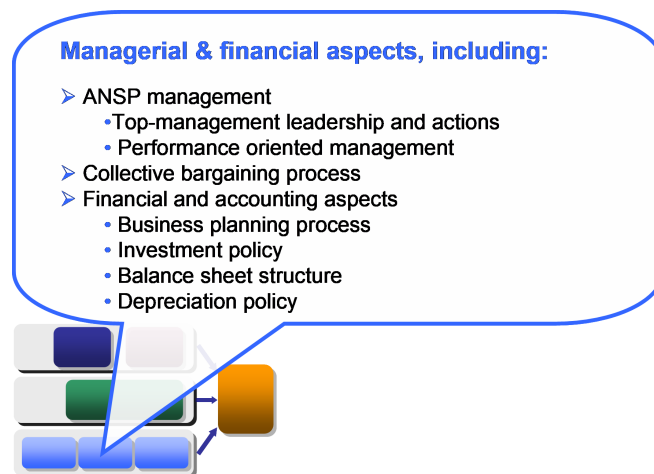 Managerial & financial aspects, including:
➢ ANSP management
•Top-management leadership and actions
• Performance oriented management
➢ Collective bargaining process
➢ Financial and accounting aspects
• Business planning process
• Investment policy
• Balance sheet structure
• Depreciation policy